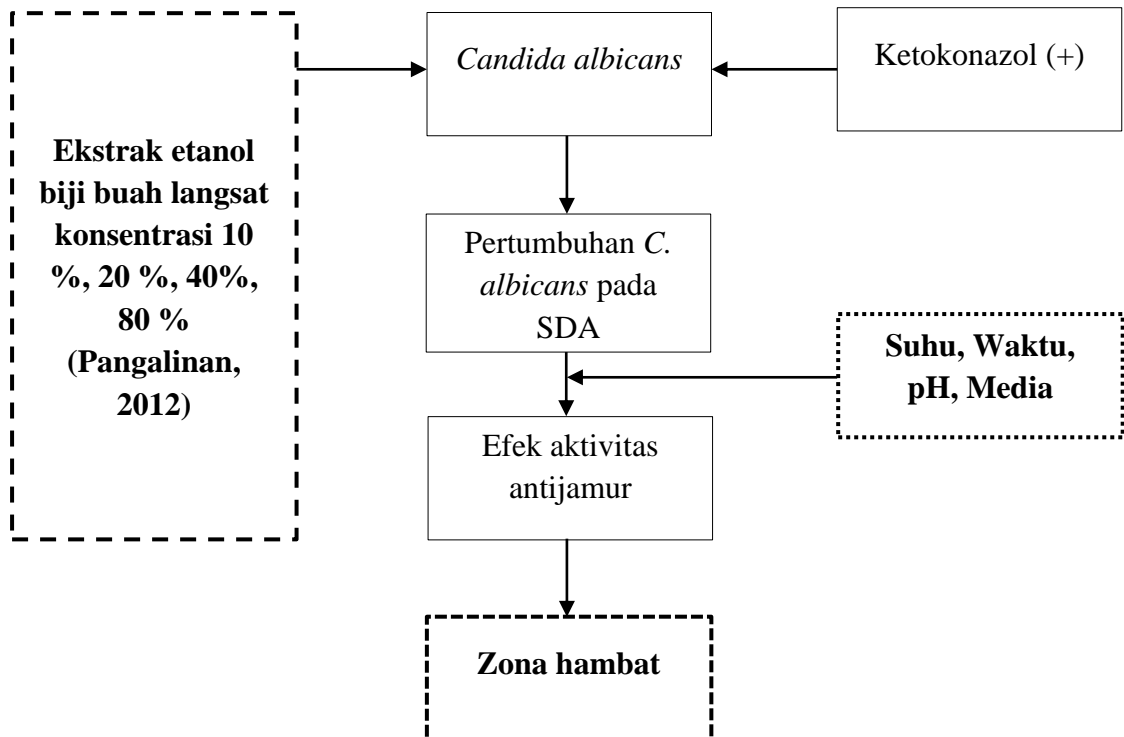 Candida albicans
Ketokonazol (+)
Ekstrak etanol
biji buah langsat
konsentrasi 10
%, 20 %, 40%,
80 %
(Pangalinan,
2012)
Pertumbuhan C.
albicans pada
SDA
Suhu, Waktu,
pH, Media
Efek aktivitas
antijamur
Zona hambat